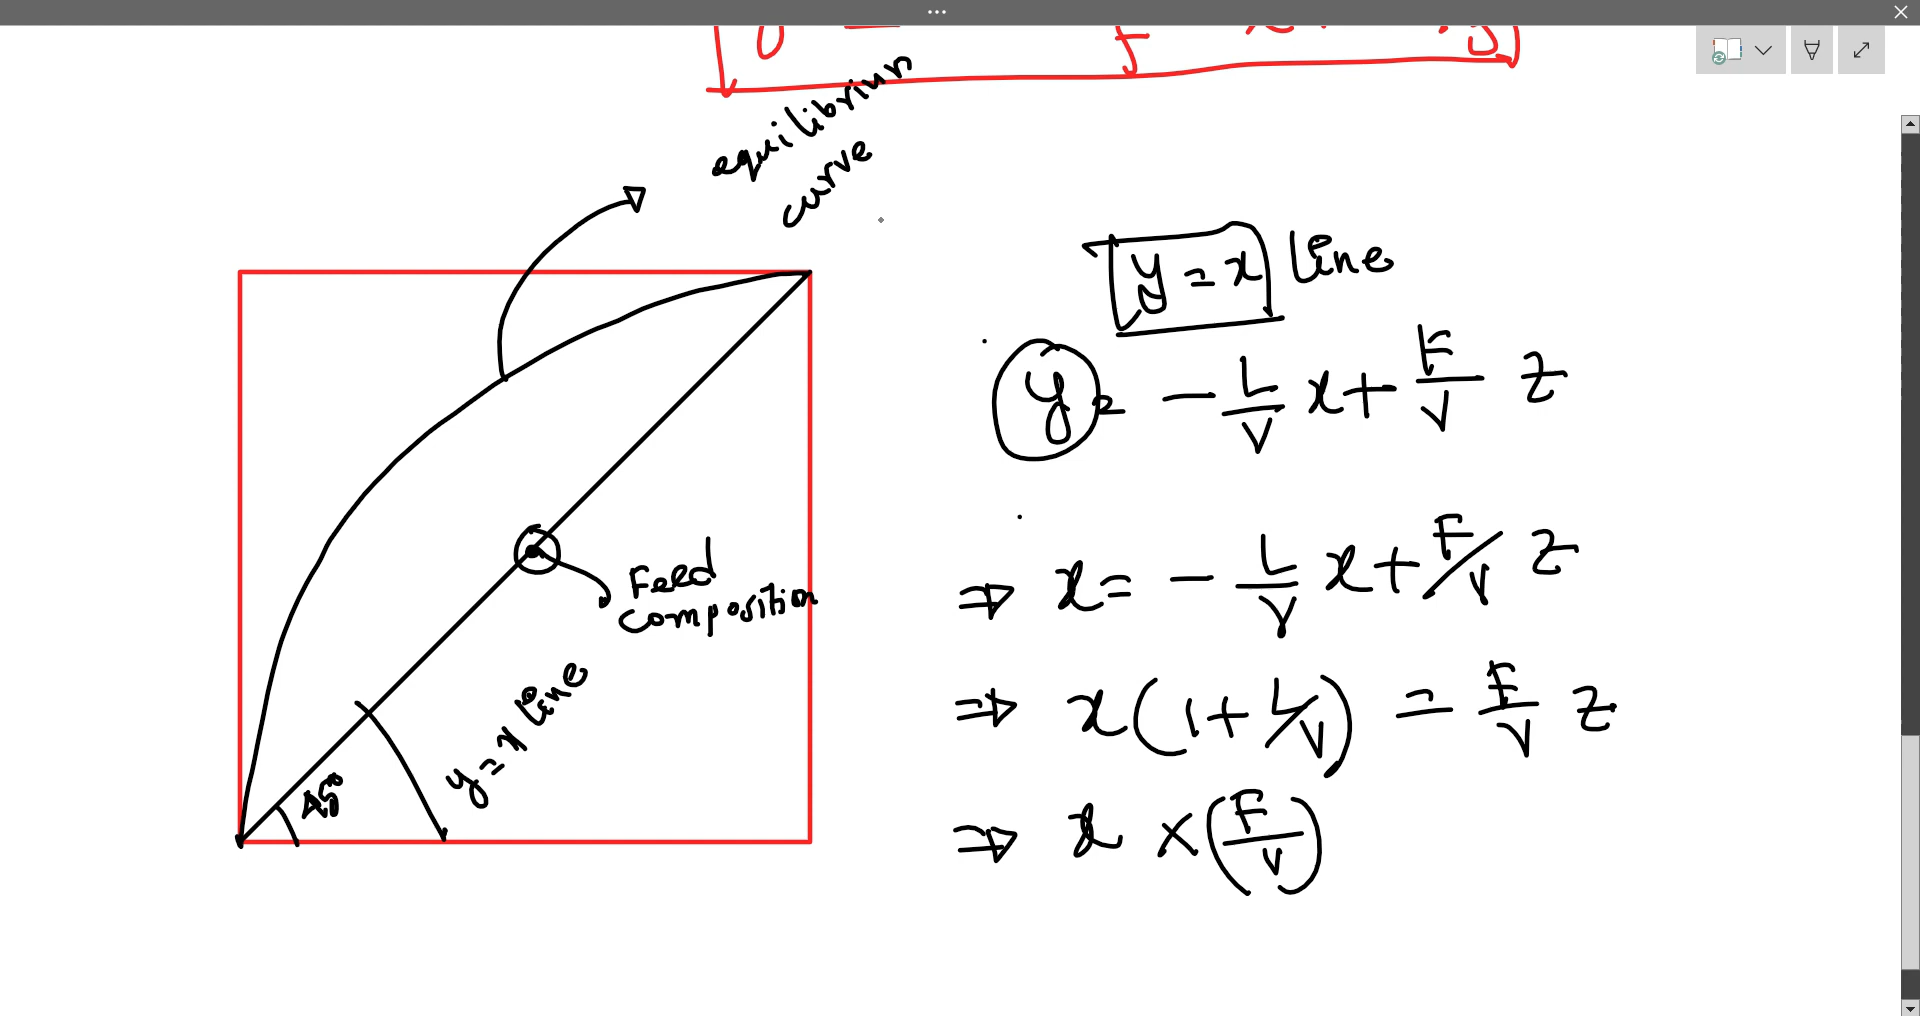 equilibrium
curve
y = x line
y = - L/V x + F/V z
⇒ x = - L/V x + F/V z
⇒ x (1 + L/V) = F/V z
⇒ x × (F/V)
Feed
composition
y = x line
45°